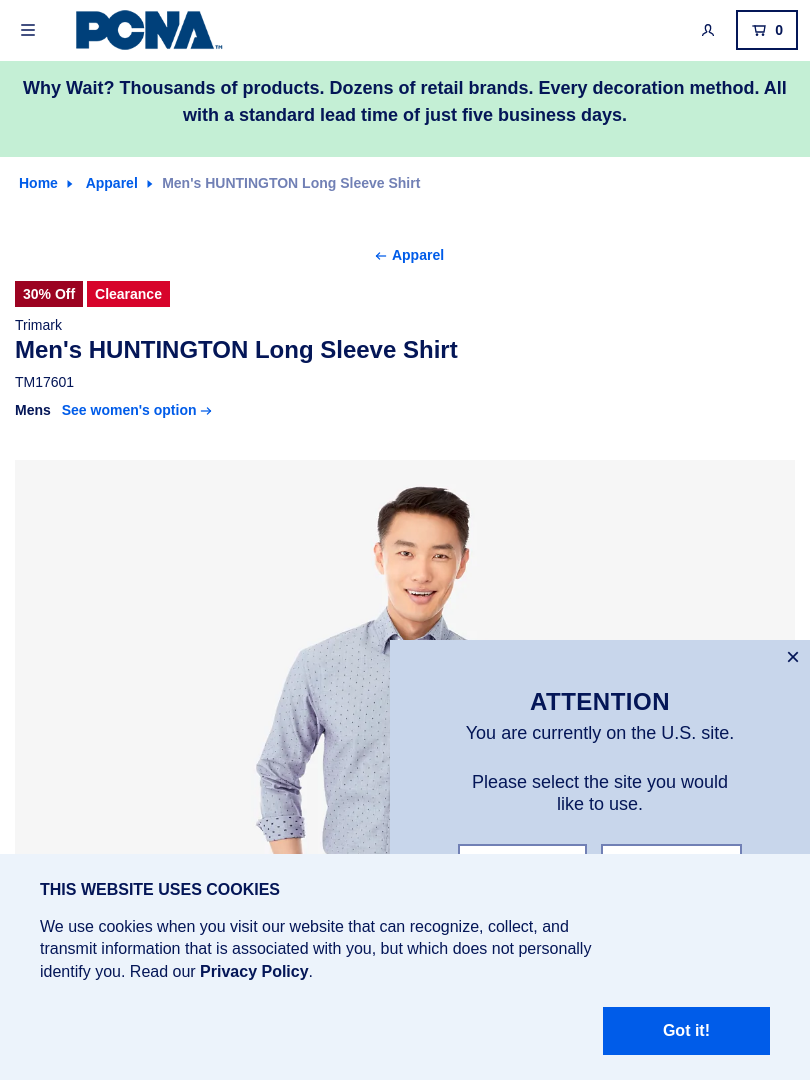 PCNA™
0
Why Wait? Thousands of products. Dozens of retail brands. Every decoration method. All
with a standard lead time of just five business days.
Home Apparel Men's HUNTINGTON Long Sleeve Shirt
Apparel
30% Off Clearance
Trimark
Men's HUNTINGTON Long Sleeve Shirt
TM17601
Mens See women's option
ATTENTION
You are currently on the U.S. site.
Please select the site you would
like to use.
THIS WEBSITE USES COOKIES
We use cookies when you visit our website that can recognize, collect, and
transmit information that is associated with you, but which does not personally
identify you. Read our Privacy Policy.
Got it!